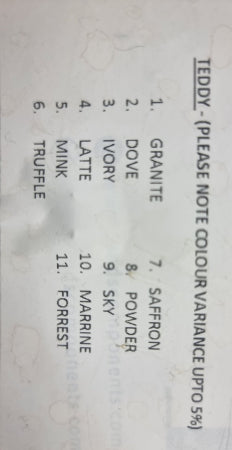 TEDDY - (PLEASE NOTE COLOUR VARIANCE UPTO 5%)
1. GRANITE 7. SAFFRON
2. DOVE 8. POWDER
3. IVORY 9. SKY
4. LATTE 10. MARRINE
5. MINK 11. FORREST
6. TRUFFLE